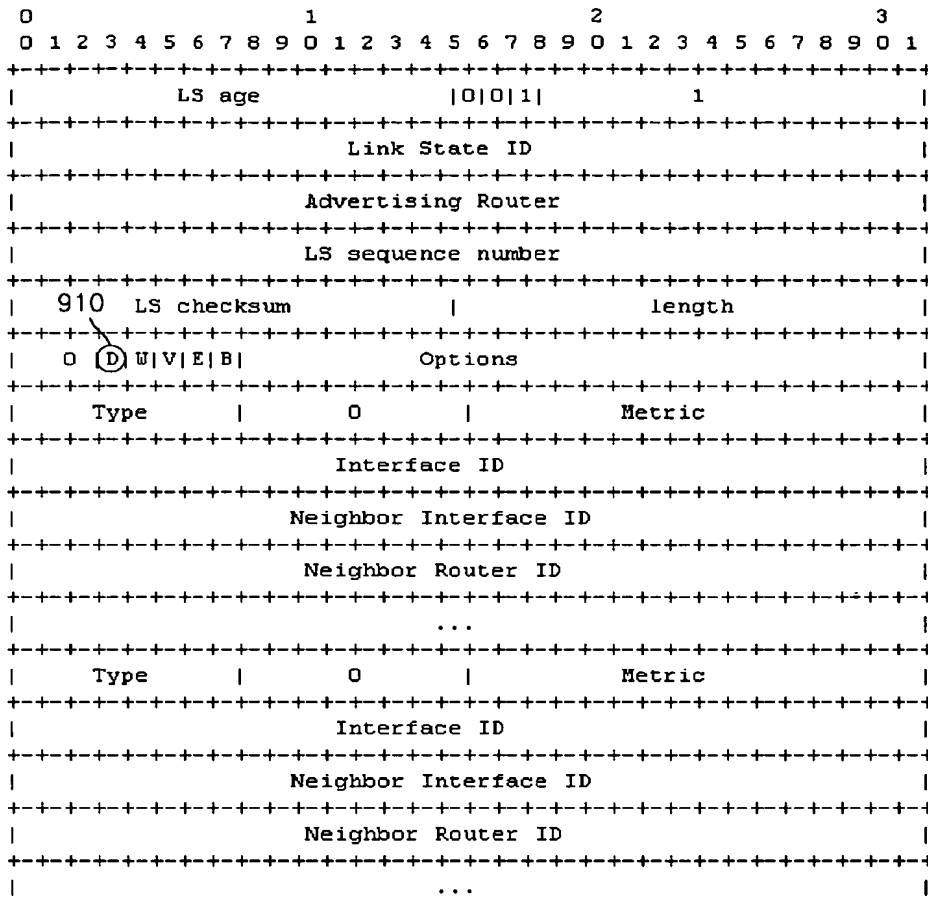 0 1 2 3
0 1 2 3 4 5 6 7 8 9 0 1 2 3 4 5 6 7 8 9 0 1 2 3 4 5 6 7 8 9 0 1
+-+-+-+-+-+-+-+-+-+-+-+-+-+-+-+-+-+-+-+-+-+-+-+-+-+-+-+-+-+-+-+-+
| LS age |0|0|1| 1 |
+-+-+-+-+-+-+-+-+-+-+-+-+-+-+-+-+-+-+-+-+-+-+-+-+-+-+-+-+-+-+-+-+
| Link State ID |
+-+-+-+-+-+-+-+-+-+-+-+-+-+-+-+-+-+-+-+-+-+-+-+-+-+-+-+-+-+-+-+-+
| Advertising Router |
+-+-+-+-+-+-+-+-+-+-+-+-+-+-+-+-+-+-+-+-+-+-+-+-+-+-+-+-+-+-+-+-+
| LS sequence number |
+-+-+-+-+-+-+-+-+-+-+-+-+-+-+-+-+-+-+-+-+-+-+-+-+-+-+-+-+-+-+-+-+
| 910 LS checksum | length |
+-+-+-+-+-+-+-+-+-+-+-+-+-+-+-+-+-+-+-+-+-+-+-+-+-+-+-+-+-+-+-+-+
| 0 |D| W|V|E|B| Options |
+-+-+-+-+-+-+-+-+-+-+-+-+-+-+-+-+-+-+-+-+-+-+-+-+-+-+-+-+-+-+-+-+
| Type | 0 | Metric |
+-+-+-+-+-+-+-+-+-+-+-+-+-+-+-+-+-+-+-+-+-+-+-+-+-+-+-+-+-+-+-+-+
| Interface ID |
+-+-+-+-+-+-+-+-+-+-+-+-+-+-+-+-+-+-+-+-+-+-+-+-+-+-+-+-+-+-+-+-+
| Neighbor Interface ID |
+-+-+-+-+-+-+-+-+-+-+-+-+-+-+-+-+-+-+-+-+-+-+-+-+-+-+-+-+-+-+-+-+
| Neighbor Router ID |
+-+-+-+-+-+-+-+-+-+-+-+-+-+-+-+-+-+-+-+-+-+-+-+-+-+-+-+-+-+-+-+-+
| ... |
+-+-+-+-+-+-+-+-+-+-+-+-+-+-+-+-+-+-+-+-+-+-+-+-+-+-+-+-+-+-+-+-+
| Type | 0 | Metric |
+-+-+-+-+-+-+-+-+-+-+-+-+-+-+-+-+-+-+-+-+-+-+-+-+-+-+-+-+-+-+-+-+
| Interface ID |
+-+-+-+-+-+-+-+-+-+-+-+-+-+-+-+-+-+-+-+-+-+-+-+-+-+-+-+-+-+-+-+-+
| Neighbor Interface ID |
+-+-+-+-+-+-+-+-+-+-+-+-+-+-+-+-+-+-+-+-+-+-+-+-+-+-+-+-+-+-+-+-+
| Neighbor Router ID |
+-+-+-+-+-+-+-+-+-+-+-+-+-+-+-+-+-+-+-+-+-+-+-+-+-+-+-+-+-+-+-+-+
| ... |